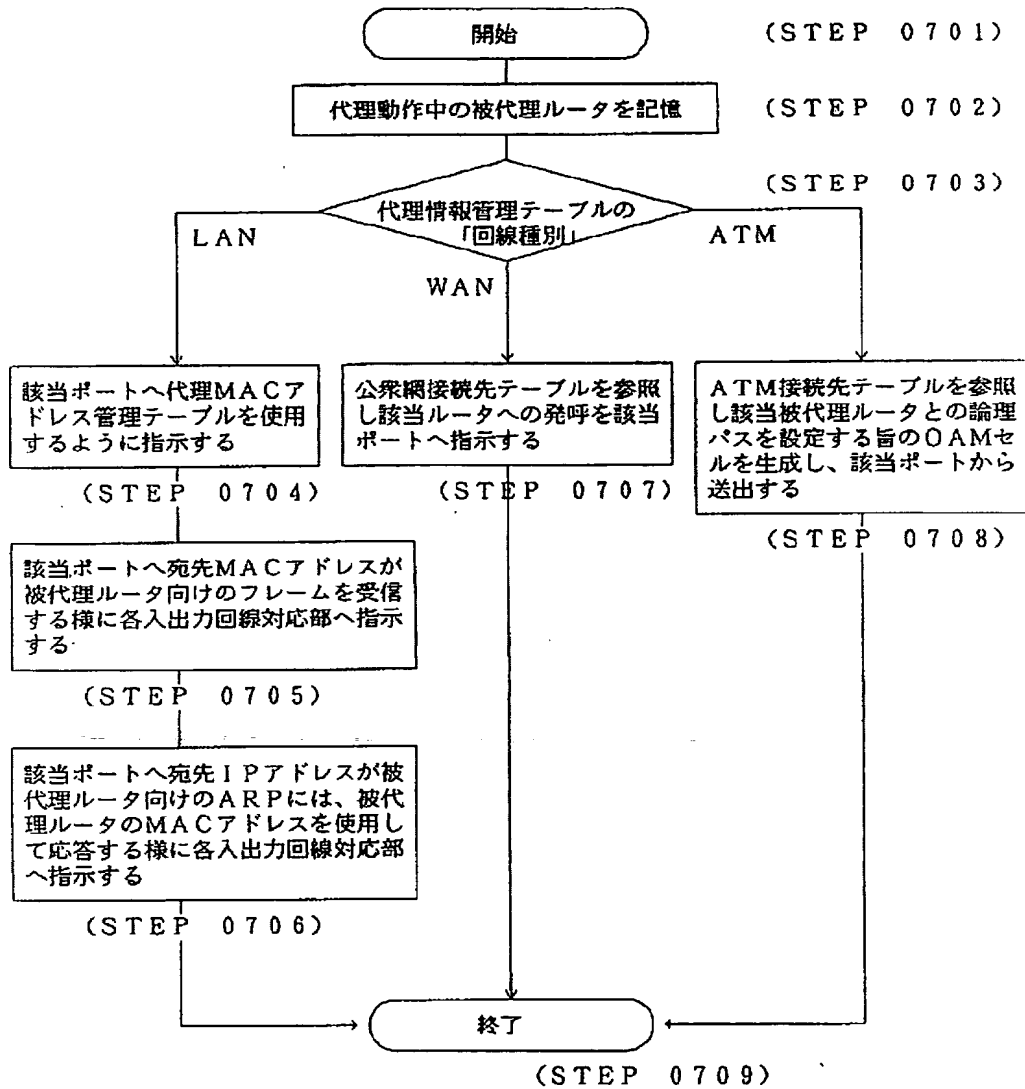 開始
(STEP 0701)
代理動作中の被代理ルータを記憶
(STEP 0702)
(STEP 0703)
代理情報管理テーブルの
「回線種別」
LAN
WAN
ATM
該当ポートへ代理MACア
ドレス管理テーブルを使用
するように指示する
(STEP 0704)
公衆網接続先テーブルを参照
し該当ルータへの発呼を該当
ポートへ指示する
(STEP 0707)
ATM接続先テーブルを参照
し該当被代理ルータとの論理
パスを設定する旨のOAMセ
ルを生成し、該当ポートから
送出する
(STEP 0708)
該当ポートへ宛先MACアドレスが
被代理ルータ向けのフレームを受信
する様に各入出力回線対応部へ指示
する
(STEP 0705)
該当ポートへ宛先IPアドレスが被
代理ルータ向けのARPには、被代
理ルータのMACアドレスを使用し
て応答する様に各入出力回線対応部
へ指示する
(STEP 0706)
終了
(STEP 0709)